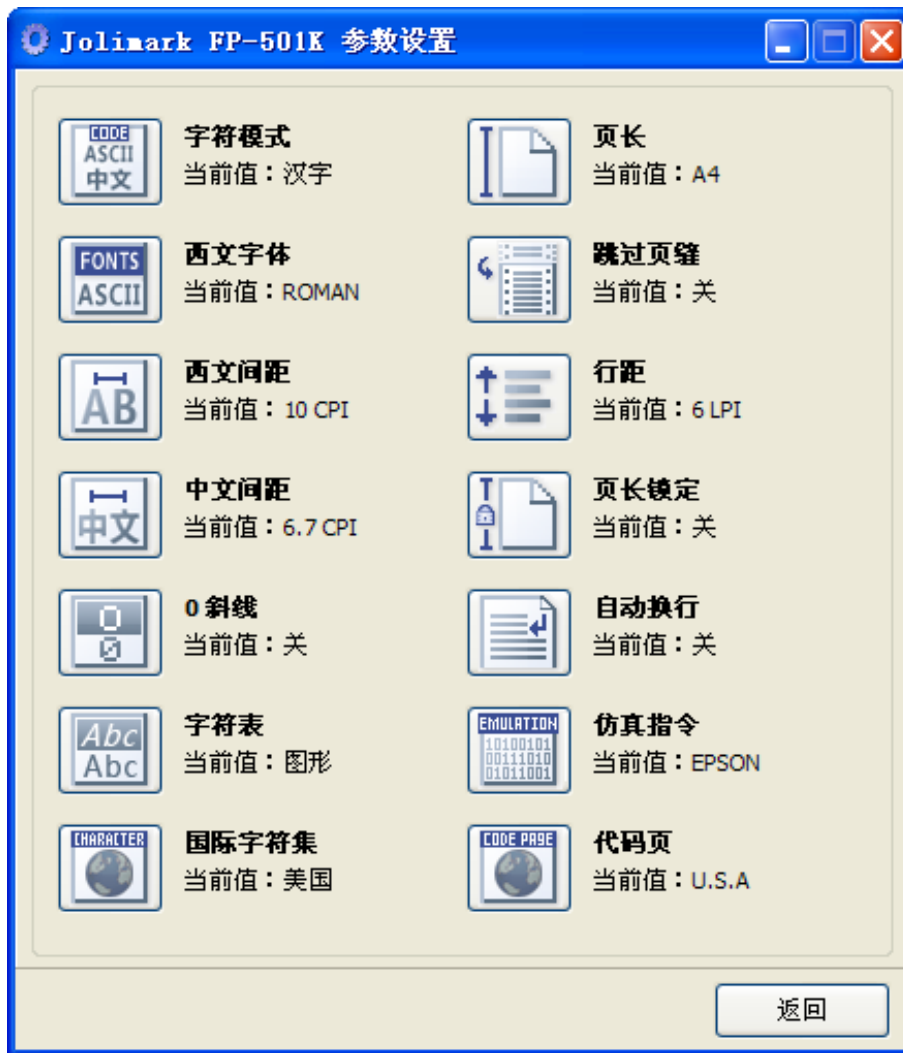 Jolimark FP-501K 参数设置
CODE
ASCII
中文
字符模式
当前值：汉字
页长
当前值：A4
FONTS
ASCII
西文字体
当前值：ROMAN
跳过页缝
当前值：关
AB
西文间距
当前值：10 CPI
行距
当前值：6 LPI
中文
中文间距
当前值：6.7 CPI
页长锁定
当前值：关
0
0
0 斜线
当前值：关
自动换行
当前值：关
Abc
Abc
字符表
当前值：图形
EMULATION
10100101
00111010
01011001
仿真指令
当前值：EPSON
CHARACTER
国际字符集
当前值：美国
CODE PAGE
代码页
当前值：U.S.A
返回